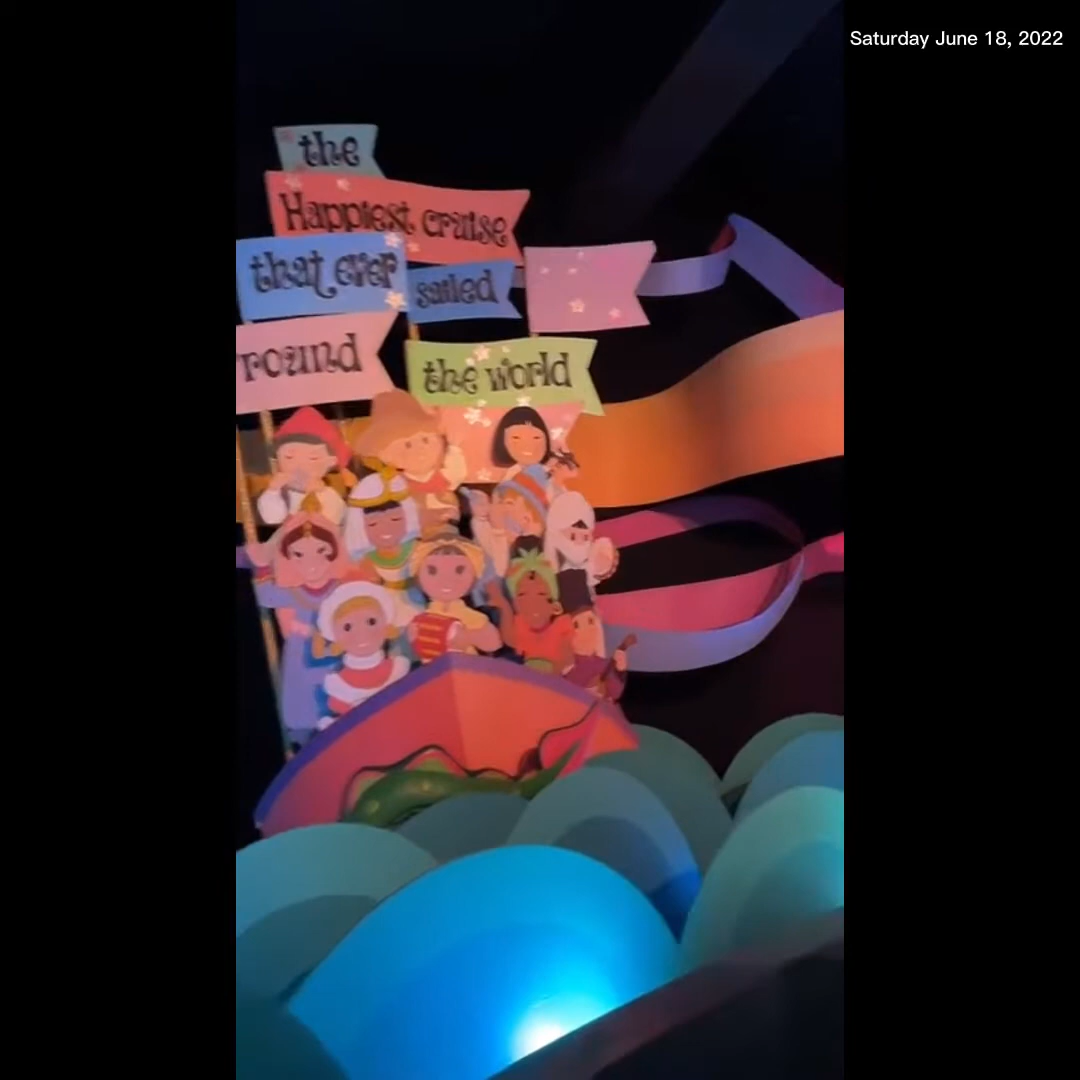 Saturday June 18, 2022
the
Happiest cruise
that ever
sailed
'round
the world